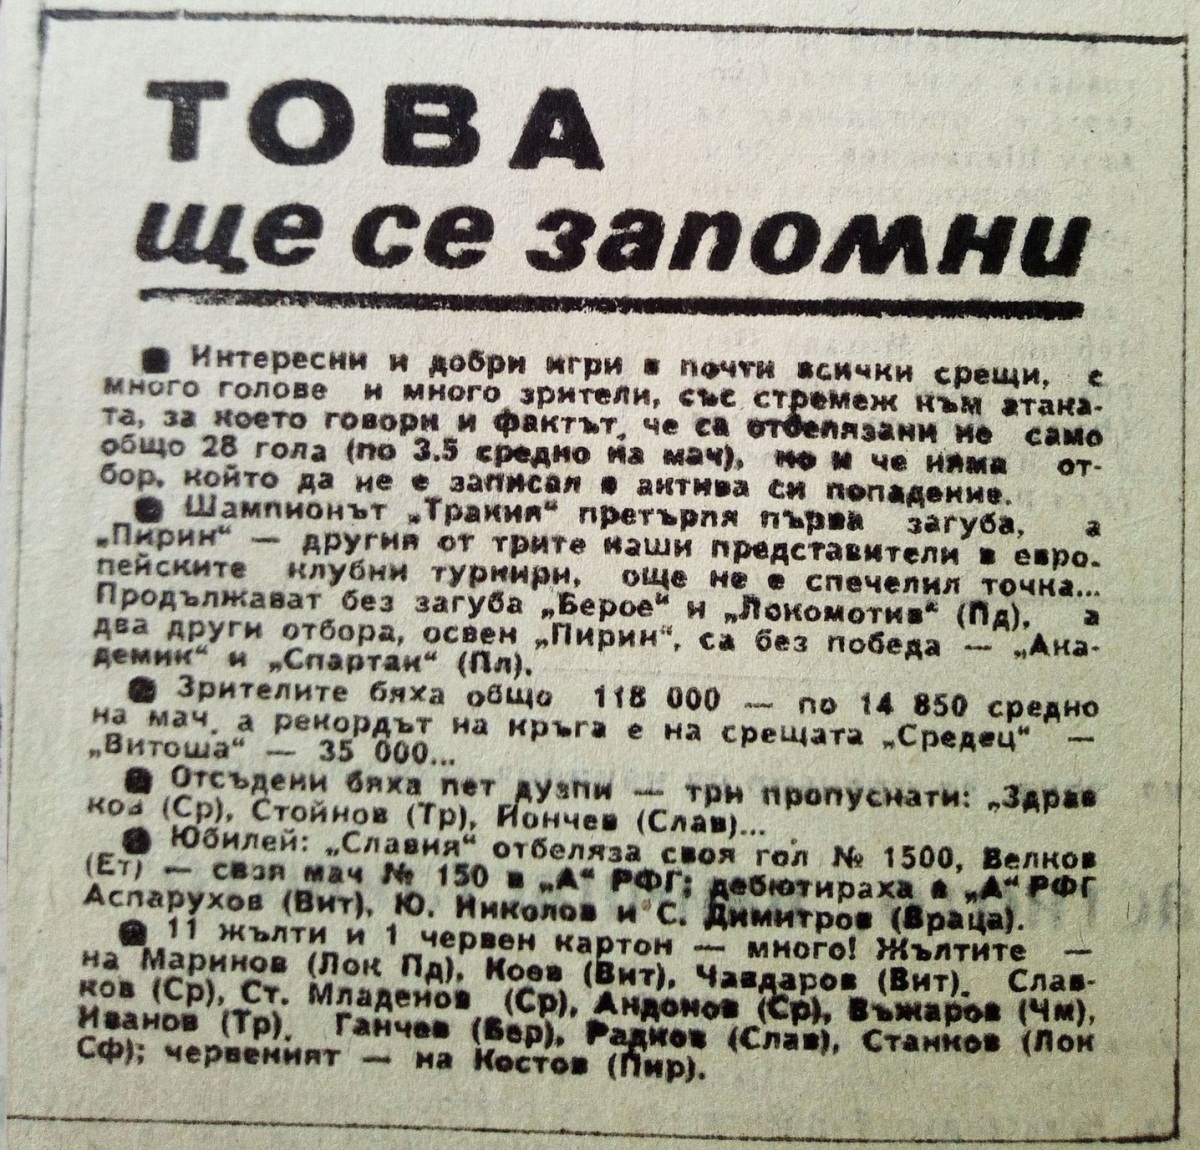 ТОВА
ще се запомни
● Интересни и добри игри в почти всички срещи, с
много голове и много зрители, със стремеж към атака-
та, за което говори и фактът, че са отбелязани не само
общо 28 гола (по 3.5 средно на мач), но и че няма от-
бор, който да не е записал в актива си попадение.
● Шампионът „Тракия“ претърпя първа загуба, а
„Пирин“ — другия от трите наши представители в евро-
пейските клубни турнири, още не е спечелил точка...
Продължават без загуба „Берое“ и „Локомотив“ (Пд), а
два други отбора, освен „Пирин“, са без победа — „Ака-
демик“ и „Спартак“ (Пл).
● Зрителите бяха общо 118 000 — по 14 850 средно
на мач, а рекордът на кръга е на срещата „Средец“ —
„Витоша“ — 35 000...
● Отсъдени бяха пет дузпи — три пропуснати: „Здрав
ков (Ср), Стойнов (Тр), Йончев (Слав)...
● Юбилей: „Славия“ отбеляза своя гол № 1500, Велков
(Ет) — своя мач № 150 в „А“ РФГ; дебютираха в „А“ РФГ
Аспарухов (Вит), Ю. Николов и С. Димитров (Враца).
● 11 жълти и 1 червен картон — много! Жълтите —
на Маринов (Лок Пд), Коев (Вит), Чавдаров (Вит). Слав-
ков (Ср), Ст. Младенов (Ср), Андонов (Ср), Въжаров (Чм),
Иванов (Тр). Ганчев (Бер), Радков (Слав), Станков (Лок
Сф); червеният — на Костов (Пир).